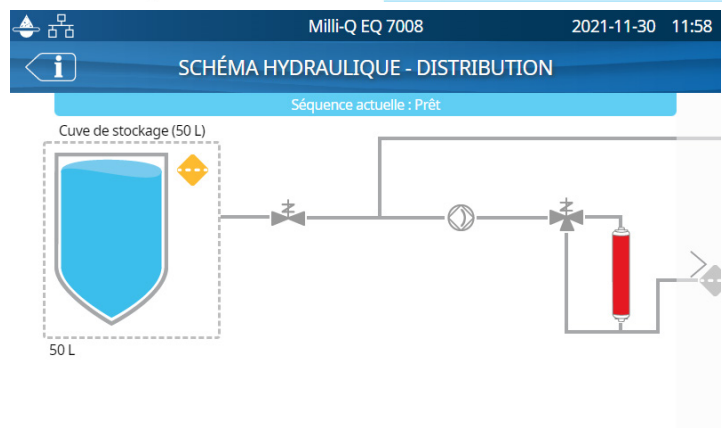 Milli-Q EQ 7008
2021-11-30 11:58
i
SCHÉMA HYDRAULIQUE - DISTRIBUTION
Séquence actuelle : Prêt
Cuve de stockage (50 L)
50 L